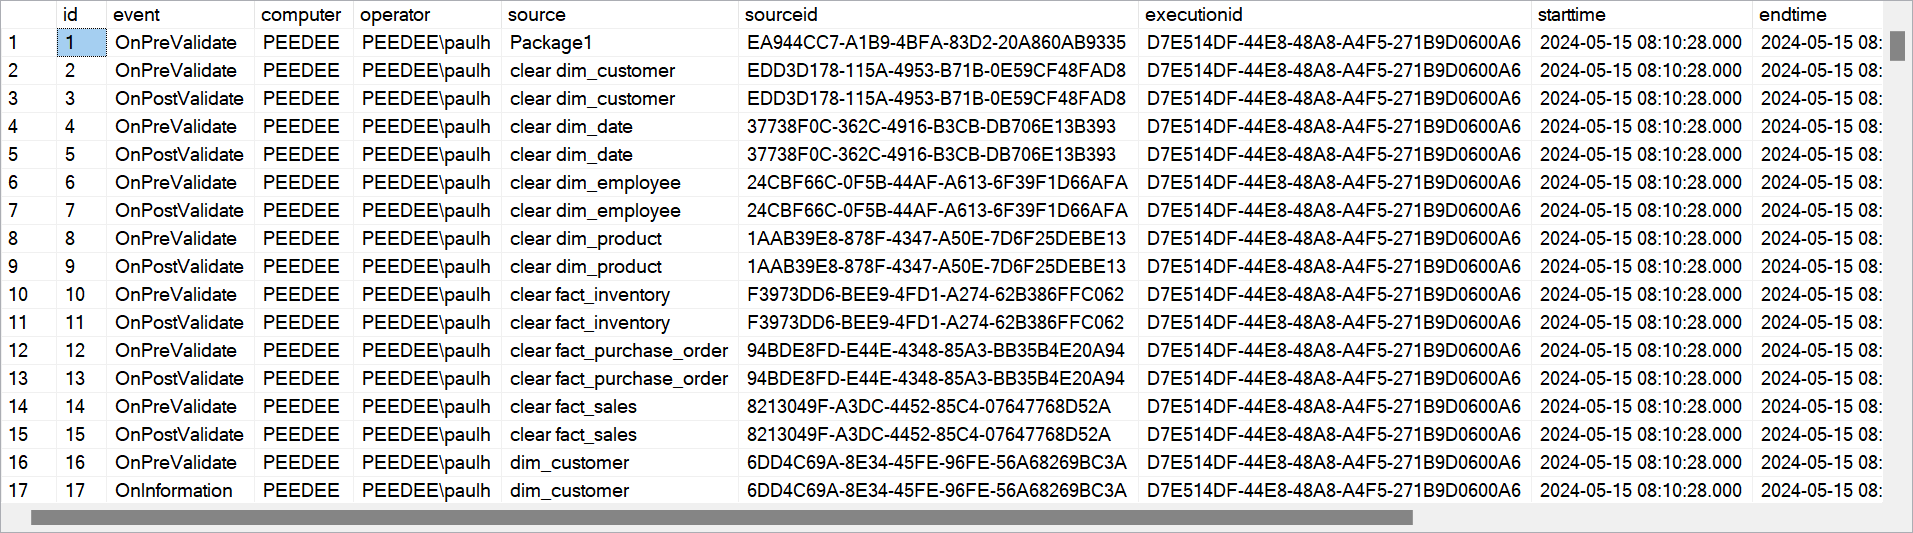 id event computer operator source sourceid executionid starttime endtime
1 1 OnPreValidate PEEDEE PEEDEE\paulh Package1 EA944CC7-A1B9-4BFA-83D2-20A860AB9335 D7E514DF-44E8-48A8-A4F5-271B9D0600A6 2024-05-15 08:10:28.000 2024-05-15 08:
2 2 OnPreValidate PEEDEE PEEDEE\paulh clear dim_customer EDD3D178-115A-4953-B71B-0E59CF48FAD8 D7E514DF-44E8-48A8-A4F5-271B9D0600A6 2024-05-15 08:10:28.000 2024-05-15 08:
3 3 OnPostValidate PEEDEE PEEDEE\paulh clear dim_customer EDD3D178-115A-4953-B71B-0E59CF48FAD8 D7E514DF-44E8-48A8-A4F5-271B9D0600A6 2024-05-15 08:10:28.000 2024-05-15 08:
4 4 OnPreValidate PEEDEE PEEDEE\paulh clear dim_date 37738F0C-362C-4916-B3CB-DB706E13B393 D7E514DF-44E8-48A8-A4F5-271B9D0600A6 2024-05-15 08:10:28.000 2024-05-15 08:
5 5 OnPostValidate PEEDEE PEEDEE\paulh clear dim_date 37738F0C-362C-4916-B3CB-DB706E13B393 D7E514DF-44E8-48A8-A4F5-271B9D0600A6 2024-05-15 08:10:28.000 2024-05-15 08:
6 6 OnPreValidate PEEDEE PEEDEE\paulh clear dim_employee 24CBF66C-0F5B-44AF-A613-6F39F1D66AFA D7E514DF-44E8-48A8-A4F5-271B9D0600A6 2024-05-15 08:10:28.000 2024-05-15 08:
7 7 OnPostValidate PEEDEE PEEDEE\paulh clear dim_employee 24CBF66C-0F5B-44AF-A613-6F39F1D66AFA D7E514DF-44E8-48A8-A4F5-271B9D0600A6 2024-05-15 08:10:28.000 2024-05-15 08:
8 8 OnPreValidate PEEDEE PEEDEE\paulh clear dim_product 1AAB39E8-878F-4347-A50E-7D6F25DEBE13 D7E514DF-44E8-48A8-A4F5-271B9D0600A6 2024-05-15 08:10:28.000 2024-05-15 08:
9 9 OnPostValidate PEEDEE PEEDEE\paulh clear dim_product 1AAB39E8-878F-4347-A50E-7D6F25DEBE13 D7E514DF-44E8-48A8-A4F5-271B9D0600A6 2024-05-15 08:10:28.000 2024-05-15 08:
10 10 OnPreValidate PEEDEE PEEDEE\paulh clear fact_inventory F3973DD6-BEE9-4FD1-A274-62B386FFC062 D7E514DF-44E8-48A8-A4F5-271B9D0600A6 2024-05-15 08:10:28.000 2024-05-15 08:
11 11 OnPostValidate PEEDEE PEEDEE\paulh clear fact_inventory F3973DD6-BEE9-4FD1-A274-62B386FFC062 D7E514DF-44E8-48A8-A4F5-271B9D0600A6 2024-05-15 08:10:28.000 2024-05-15 08:
12 12 OnPreValidate PEEDEE PEEDEE\paulh clear fact_purchase_order 94BDE8FD-E44E-4348-85A3-BB35B4E20A94 D7E514DF-44E8-48A8-A4F5-271B9D0600A6 2024-05-15 08:10:28.000 2024-05-15 08:
13 13 OnPostValidate PEEDEE PEEDEE\paulh clear fact_purchase_order 94BDE8FD-E44E-4348-85A3-BB35B4E20A94 D7E514DF-44E8-48A8-A4F5-271B9D0600A6 2024-05-15 08:10:28.000 2024-05-15 08:
14 14 OnPreValidate PEEDEE PEEDEE\paulh clear fact_sales 8213049F-A3DC-4452-85C4-07647768D52A D7E514DF-44E8-48A8-A4F5-271B9D0600A6 2024-05-15 08:10:28.000 2024-05-15 08:
15 15 OnPostValidate PEEDEE PEEDEE\paulh clear fact_sales 8213049F-A3DC-4452-85C4-07647768D52A D7E514DF-44E8-48A8-A4F5-271B9D0600A6 2024-05-15 08:10:28.000 2024-05-15 08:
16 16 OnPreValidate PEEDEE PEEDEE\paulh dim_customer 6DD4C69A-8E34-45FE-96FE-56A68269BC3A D7E514DF-44E8-48A8-A4F5-271B9D0600A6 2024-05-15 08:10:28.000 2024-05-15 08:
17 17 OnInformation PEEDEE PEEDEE\paulh dim_customer 6DD4C69A-8E34-45FE-96FE-56A68269BC3A D7E514DF-44E8-48A8-A4F5-271B9D0600A6 2024-05-15 08:10:28.000 2024-05-15 08: